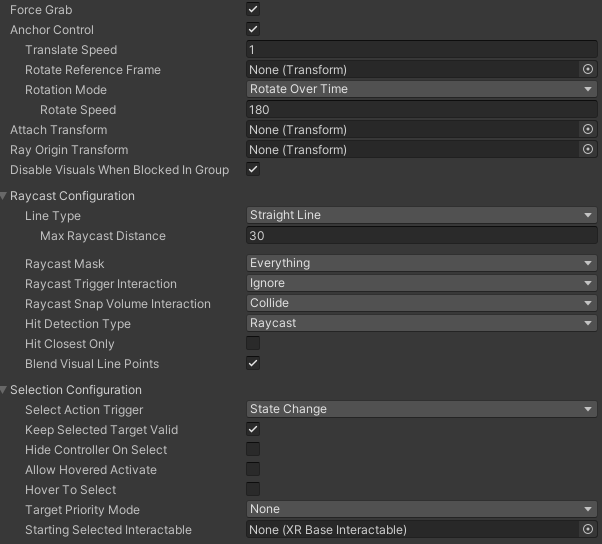 Force Grab
Anchor Control
Translate Speed 1
Rotate Reference Frame None (Transform)
Rotation Mode Rotate Over Time
Rotate Speed 180
Attach Transform None (Transform)
Ray Origin Transform None (Transform)
Disable Visuals When Blocked In Group
Raycast Configuration
Line Type Straight Line
Max Raycast Distance 30
Raycast Mask Everything
Raycast Trigger Interaction Ignore
Raycast Snap Volume Interaction Collide
Hit Detection Type Raycast
Hit Closest Only
Blend Visual Line Points
Selection Configuration
Select Action Trigger State Change
Keep Selected Target Valid
Hide Controller On Select
Allow Hovered Activate
Hover To Select
Target Priority Mode None
Starting Selected Interactable None (XR Base Interactable)